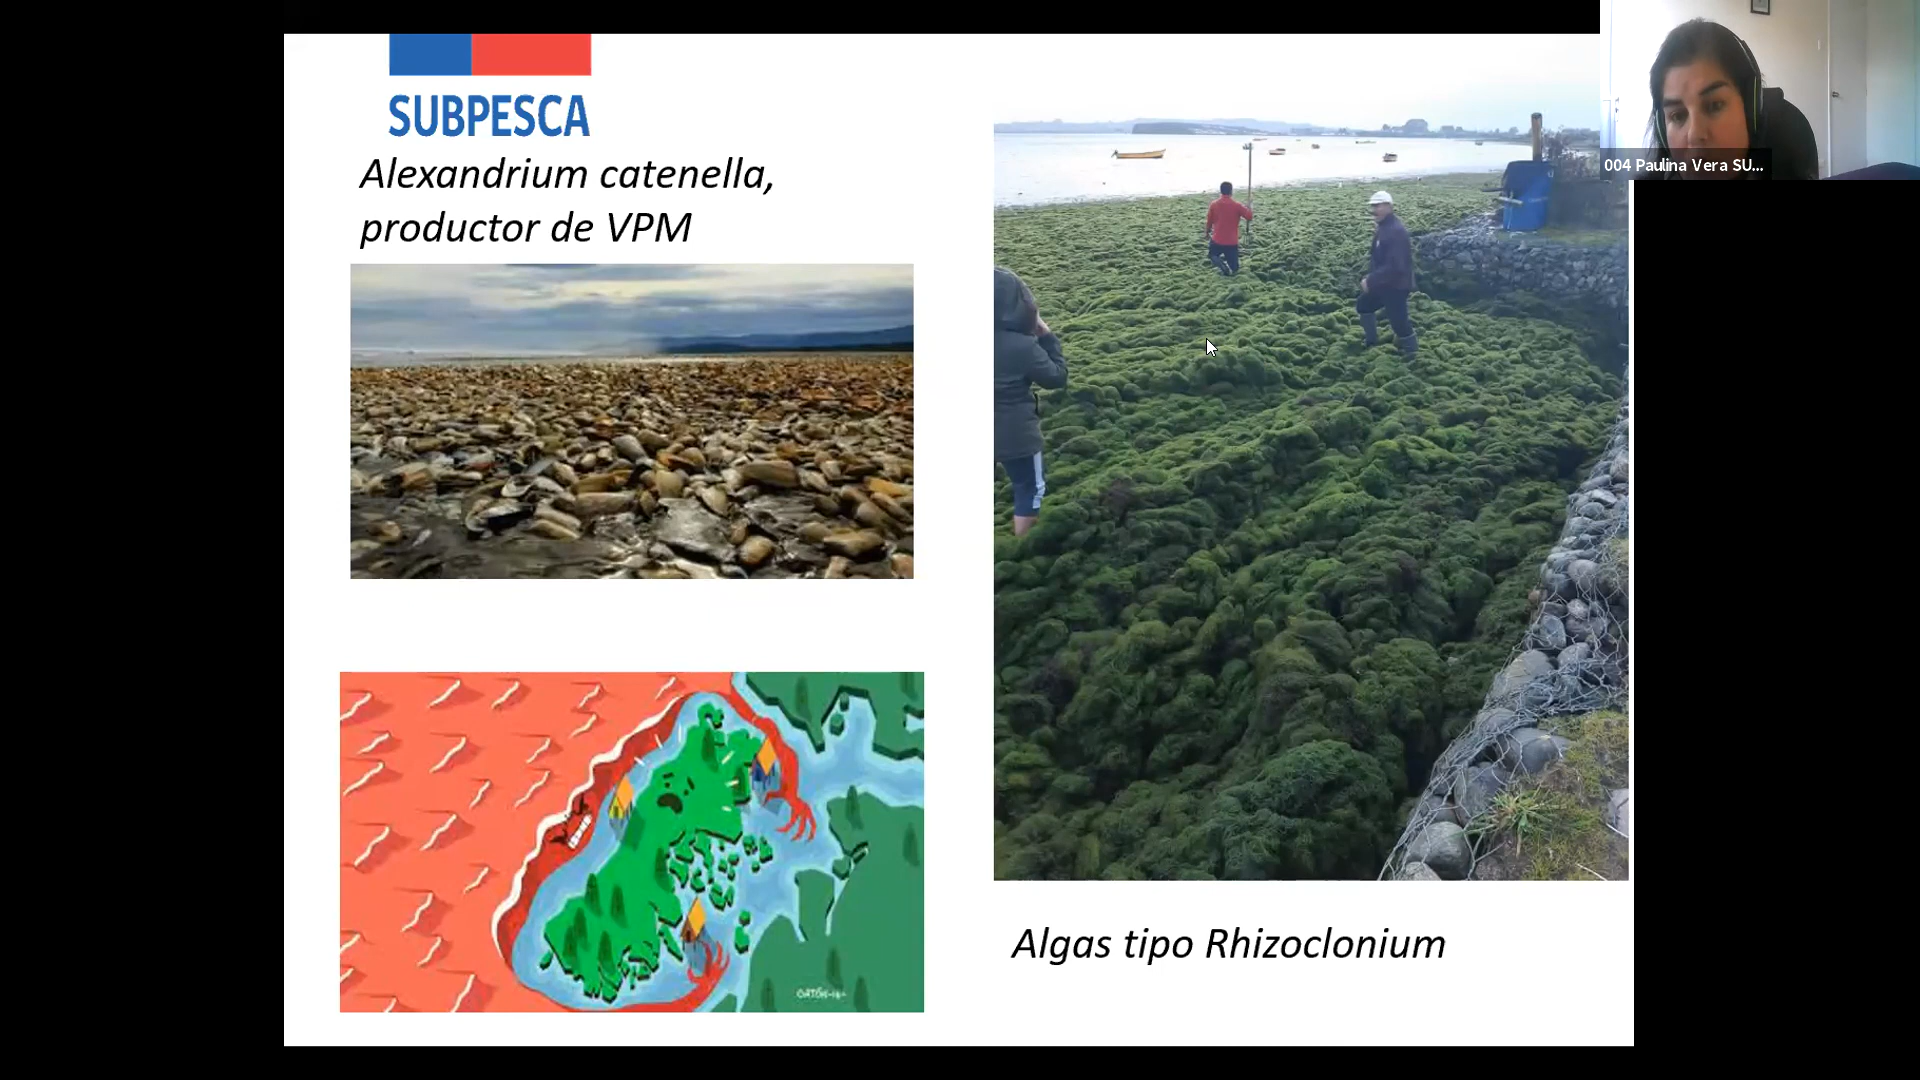 SUBPESCA
Alexandrium catenella,
productor de VPM
Algas tipo Rhizoclonium
004 Paulina Vera SU...